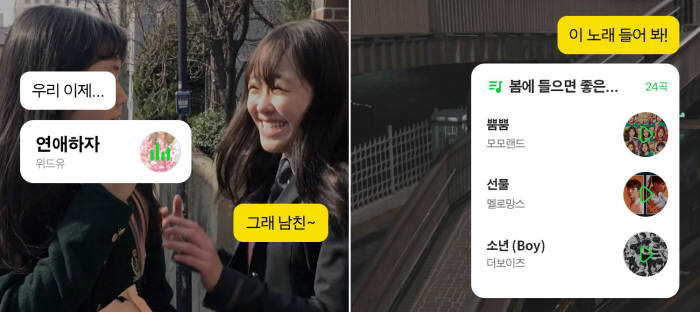 우리 이제...
연애하자
위드유
그래 남친~
이 노래 들어 봐!
봄에 들으면 좋은...
24곡
뿜뿜
모모랜드
선물
멜로망스
소년 (Boy)
더보이즈